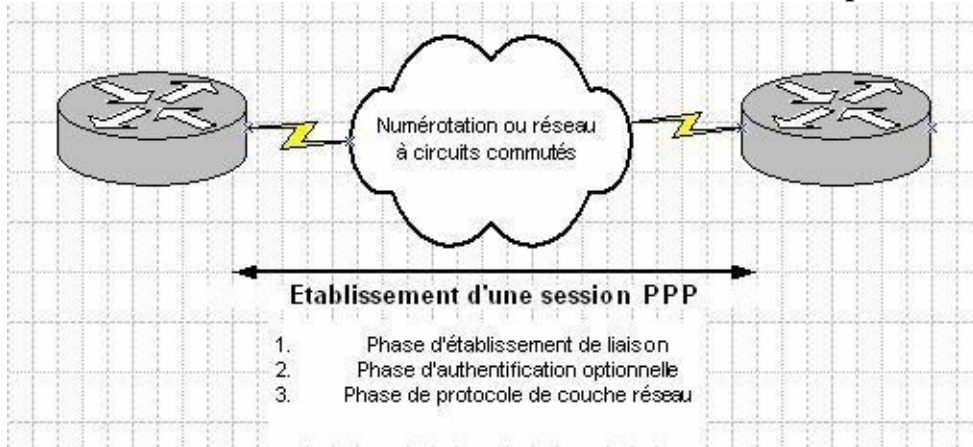 Numérotation ou réseau
à circuits commutés
Etablissement d'une session PPP
1. Phase d'établissement de liaison
2. Phase d'authentification optionnelle
3. Phase de protocole de couche réseau